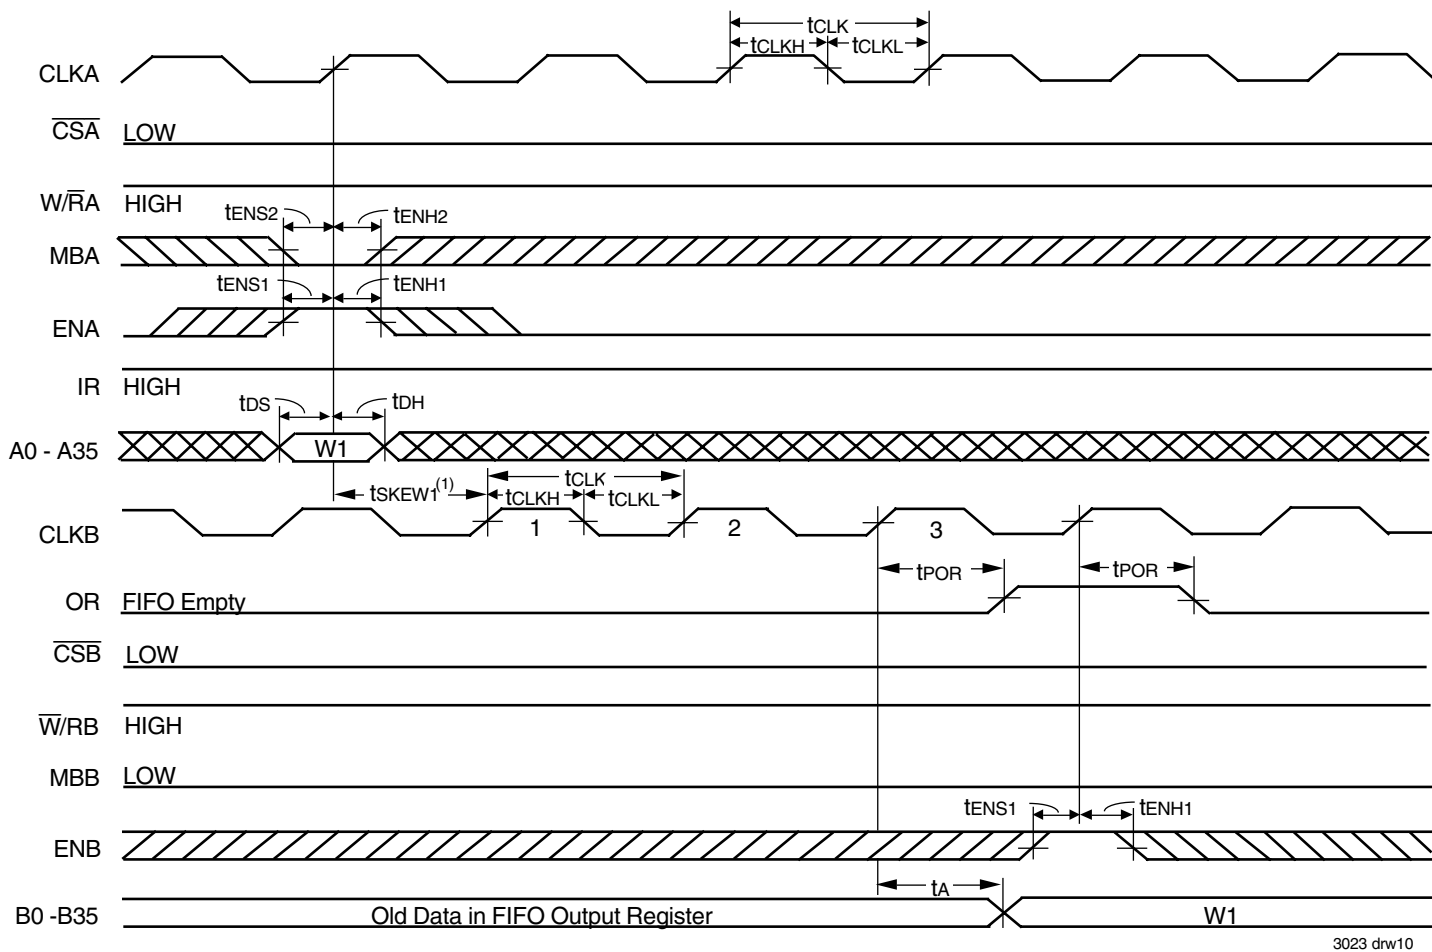 tCLK
tCLKH tCLKL
CLKA
CSA LOW
W/RA HIGH
tENS2 tENH2
MBA
tENS1 tENH1
ENA
IR HIGH
tDS tDH
A0 - A35 W1
tSKEW1(1) tCLK
tCLKH tCLKL
CLKB 1 2 3
tPOR tPOR
OR FIFO Empty
CSB LOW
W/RB HIGH
MBB LOW
tENS1 tENH1
ENB
tA
B0 -B35 Old Data in FIFO Output Register W1
3023 drw10